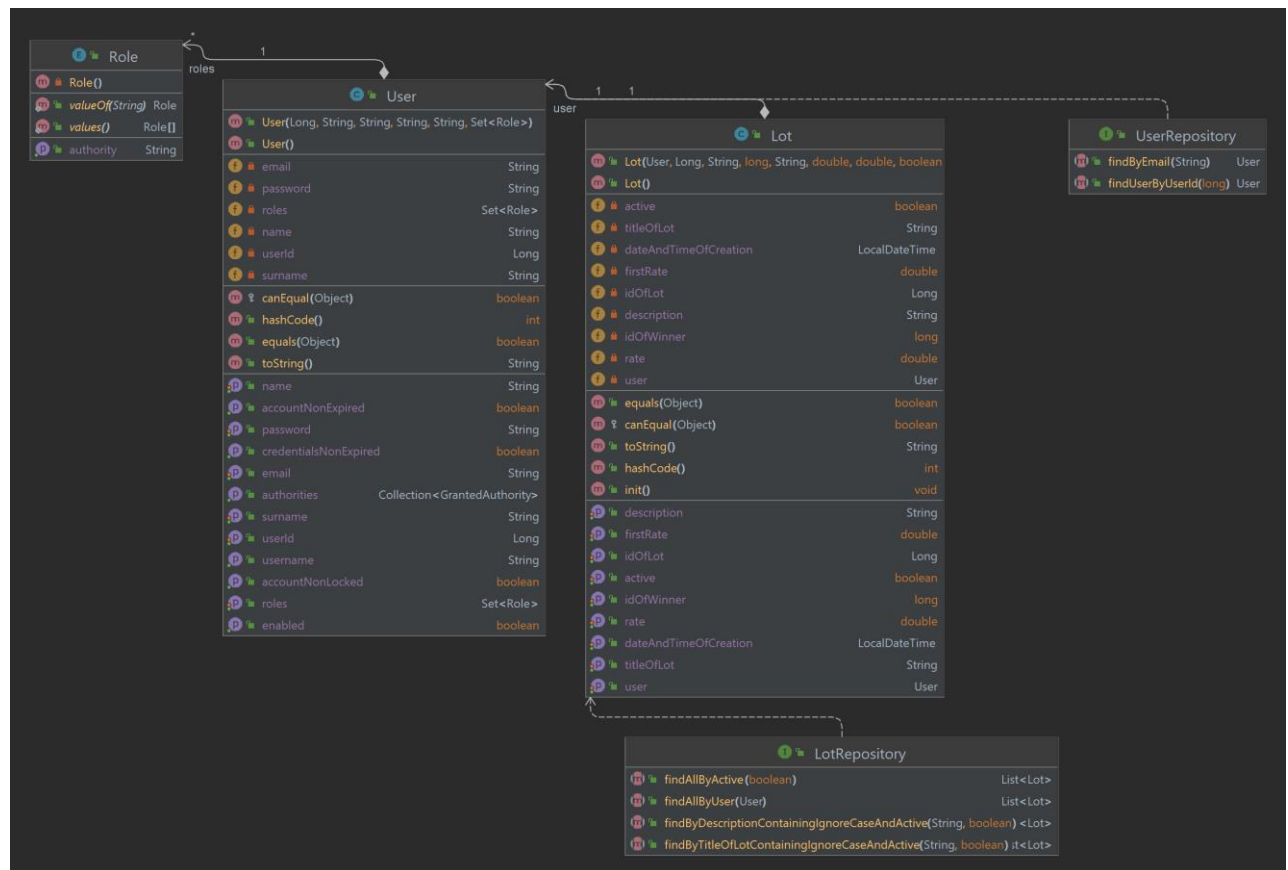 Role
Role()
valueOf(String) Role
values() Role[]
authority String
*
roles
1
User
User(Long, String, String, String, String, Set<Role>)
User()
email String
password String
roles Set<Role>
name String
userId Long
surname String
canEqual(Object) boolean
hashCode() int
equals(Object) boolean
toString() String
name String
accountNonExpired boolean
password String
credentialsNonExpired boolean
email String
authorities Collection<GrantedAuthority>
surname String
userId Long
username String
accountNonLocked boolean
roles Set<Role>
enabled boolean
user
1 1
Lot
Lot(User, Long, String, long, String, double, double, boolean
Lot()
active boolean
titleOfLot String
dateAndTimeOfCreation LocalDateTime
firstRate double
idOfLot Long
description String
idOfWinner long
rate double
user User
equals(Object) boolean
canEqual(Object) boolean
toString() String
hashCode() int
init() void
description String
firstRate double
idOfLot Long
active boolean
idOfWinner long
rate double
dateAndTimeOfCreation LocalDateTime
titleOfLot String
user User
UserRepository
findByEmail(String) User
findUserByUserId(long) User
LotRepository
findAllByActive(boolean) List<Lot>
findAllByUser(User) List<Lot>
findByDescriptionContainingIgnoreCaseAndActive(String, boolean) <Lot>
findByTitleOfLotContainingIgnoreCaseAndActive(String, boolean) st<Lot>